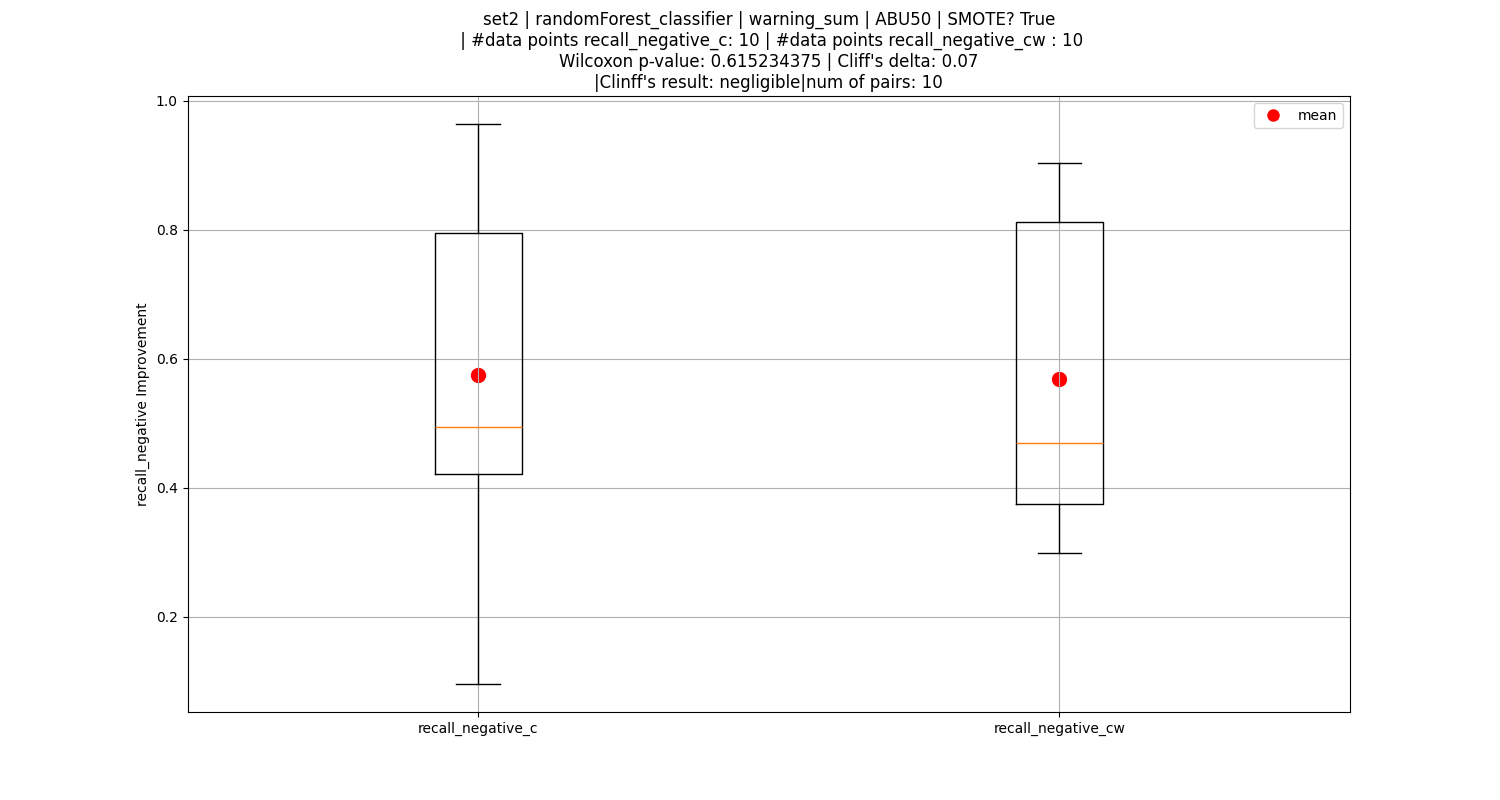 set2 | randomForest_classifier | warning_sum | ABU50 | SMOTE? True
| #data points recall_negative_c: 10 | #data points recall_negative_cw : 10
Wilcoxon p-value: 0.615234375 | Cliff's delta: 0.07
|Clinff's result: negligible|num of pairs: 10
mean
recall_negative Improvement
1.0
0.8
0.6
0.4
0.2
recall_negative_c
recall_negative_cw